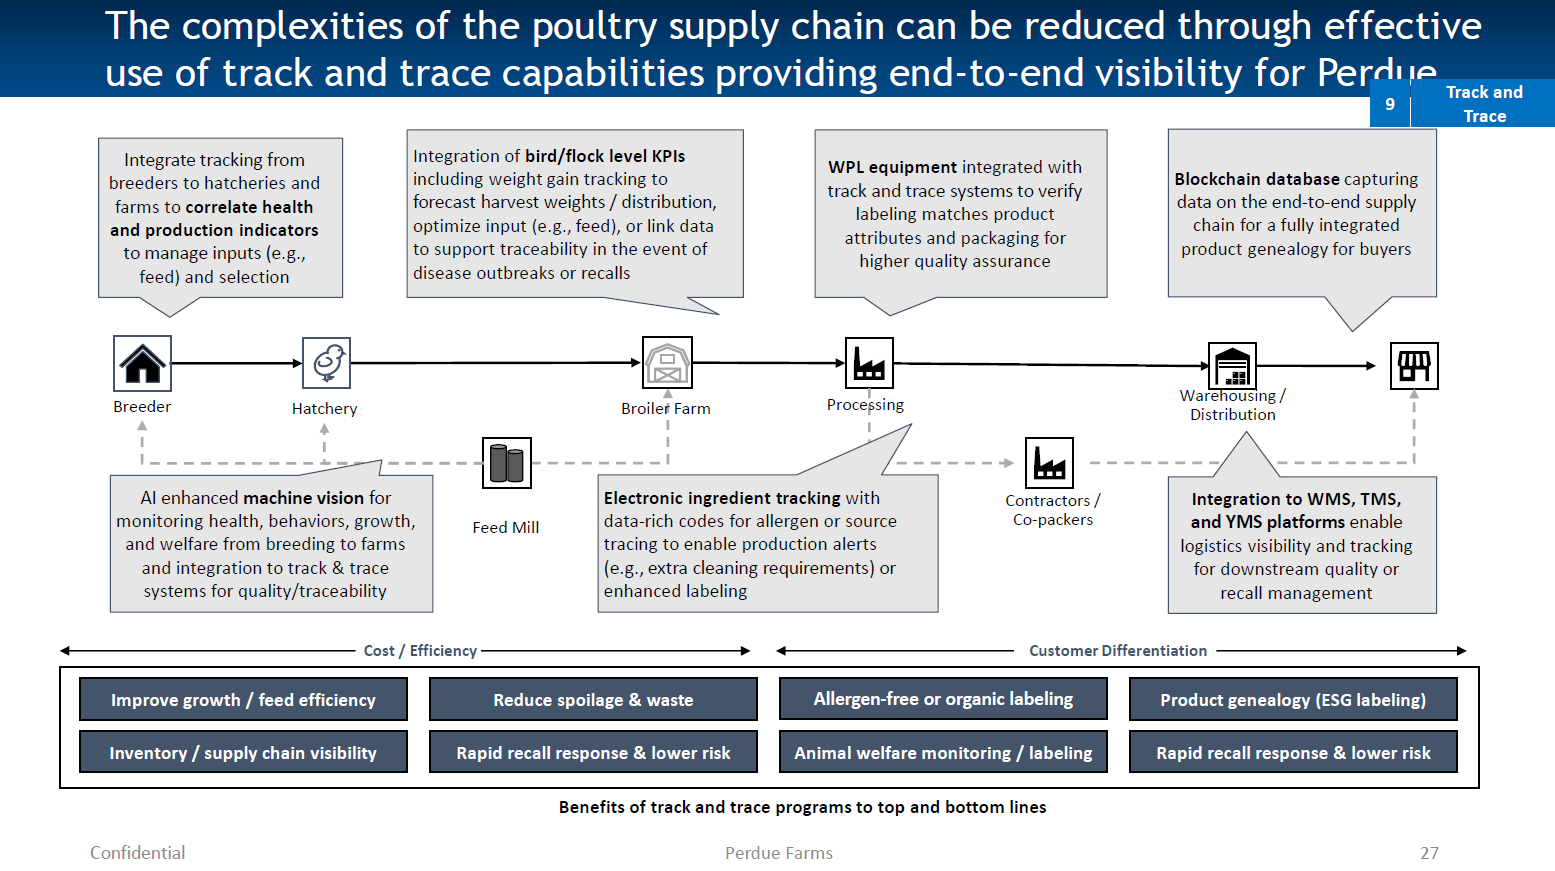 The complexities of the poultry supply chain can be reduced through effective
use of track and trace capabilities providing end-to-end visibility for Perdue
9
Track and
Trace
Integrate tracking from
breeders to hatcheries and
farms to correlate health
and production indicators
to manage inputs (e.g.,
feed) and selection
Integration of bird/flock level KPIs
including weight gain tracking to
forecast harvest weights / distribution,
optimize input (e.g., feed), or link data
to support traceability in the event of
disease outbreaks or recalls
WPL equipment integrated with
track and trace systems to verify
labeling matches product
attributes and packaging for
higher quality assurance
Blockchain database capturing
data on the end-to-end supply
chain for a fully integrated
product genealogy for buyers
Breeder
Hatchery
Broiler Farm
Processing
Warehousing /
Distribution
Feed Mill
Contractors /
Co-packers
AI enhanced machine vision for
monitoring health, behaviors, growth,
and welfare from breeding to farms
and integration to track & trace
systems for quality/traceability
Electronic ingredient tracking with
data-rich codes for allergen or source
tracing to enable production alerts
(e.g., extra cleaning requirements) or
enhanced labeling
Integration to WMS, TMS,
and YMS platforms enable
logistics visibility and tracking
for downstream quality or
recall management
Cost / Efficiency
Customer Differentiation
Improve growth / feed efficiency
Reduce spoilage & waste
Allergen-free or organic labeling
Product genealogy (ESG labeling)
Inventory / supply chain visibility
Rapid recall response & lower risk
Animal welfare monitoring / labeling
Rapid recall response & lower risk
Benefits of track and trace programs to top and bottom lines
Confidential
Perdue Farms
27